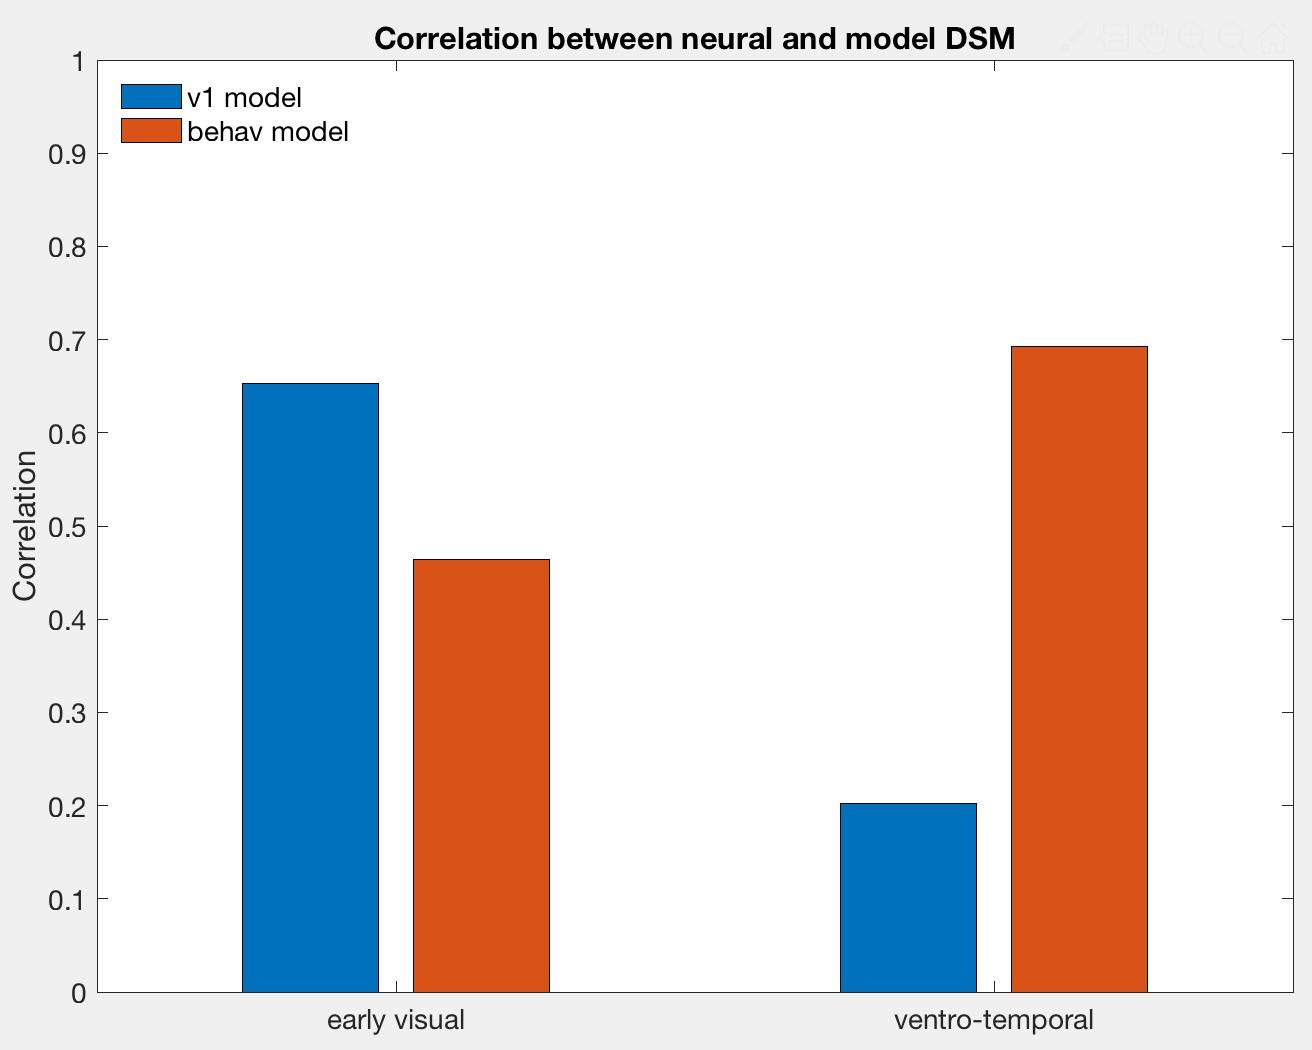 Correlation between neural and model DSM
v1 model
behav model
1
0.9
0.8
0.7
0.6
0.5
0.4
0.3
0.2
0.1
0
Correlation
early visual
ventro-temporal